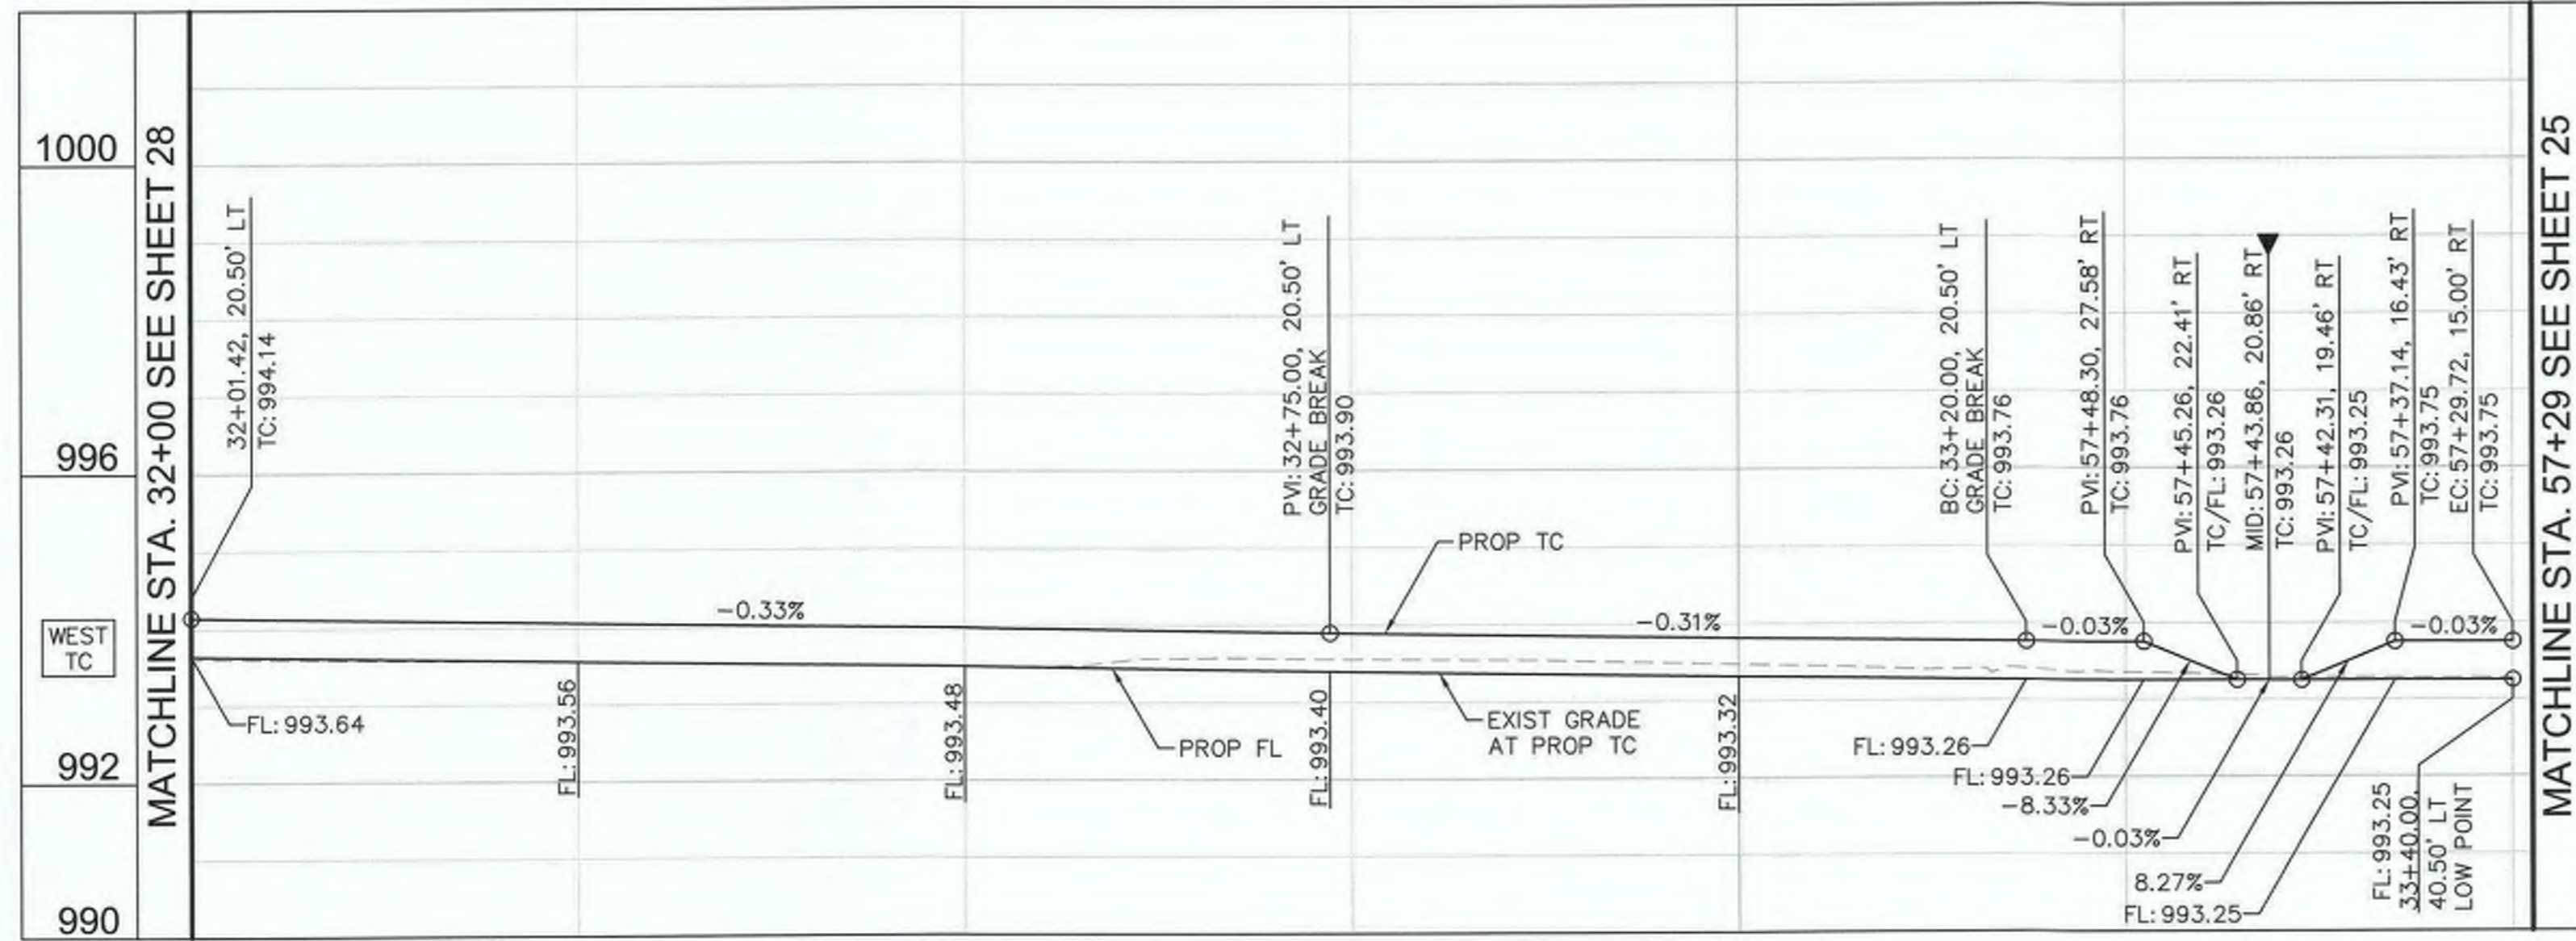 1000
996
WEST
TC
992
990
MATCHLINE STA. 32+00 SEE SHEET 28
32+01.42, 20.50' LT
TC: 994.14
PVI: 32+75.00, 20.50' LT
GRADE BREAK
TC: 993.90
BC: 33+20.00, 20.50' LT
GRADE BREAK
TC: 993.76
PVI: 57+48.30, 27.58' RT
TC: 993.76
PVI: 57+45.26, 22.41' RT
TC/FL: 993.26
MID: 57+43.86, 20.86' RT
TC: 993.26
PVI: 57+42.31, 19.46' RT
TC/FL: 993.25
PVI: 57+37.14, 16.43' RT
TC: 993.75
EC: 57+29.72, 15.00' RT
TC: 993.75
PROP TC
-0.33%
-0.31%
-0.03%
-0.03%
FL: 993.64
FL: 993.56
FL: 993.48
PROP FL
FL: 993.40
EXIST GRADE
AT PROP TC
FL: 993.32
FL: 993.26
FL: 993.26
-8.33%
-0.03%
8.27%
FL: 993.25
FL: 993.25
33+40.00,
40.50' LT
LOW POINT
MATCHLINE STA. 57+29 SEE SHEET 25